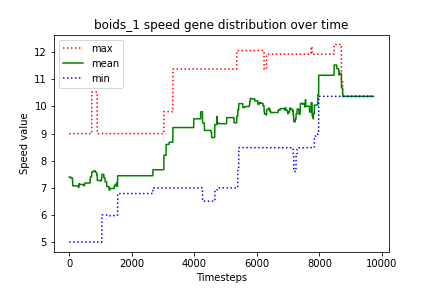 boids_1 speed gene distribution over time
max
mean
min
12
11
10
9
8
7
6
5
Speed value
0 2000 4000 6000 8000 10000
Timesteps